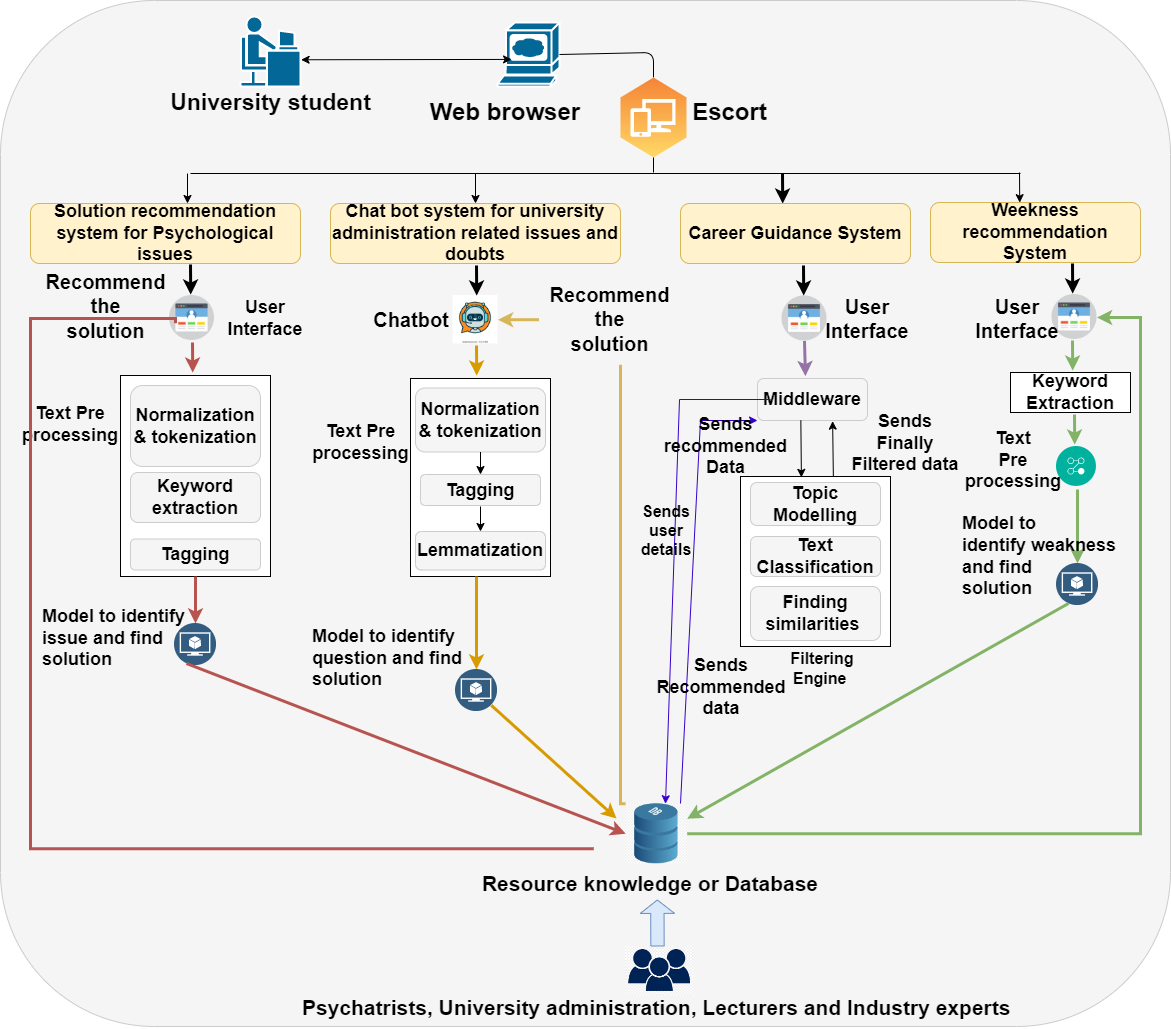 University student
Web browser
Escort
Solution recommendation
system for Psychological
issues
Chat bot system for university
administration related issues and
doubts
Career Guidance System
Weekness
recommendation
System
Recommend
the
solution
User
Interface
Chatbot
Recommend
the
solution
User
Interface
User
Interface
Text Pre
processing
Normalization
& tokenization
Keyword
extraction
Tagging
Text Pre
processing
Normalization
& tokenization
Tagging
Lemmatization
Middleware
Sends
recommended
Data
Sends
Finally
Filtered data
Sends
user
details
Topic
Modelling
Text
Classification
Finding
similarities
Filtering
Engine
Sends
Recommended
data
Keyword
Extraction
Text
Pre
processing
Model to
identify weakness
and find
solution
Model to identify
issue and find
solution
Model to identify
question and find
solution
DB
Resource knowledge or Database
Psychatrists, University administration, Lecturers and Industry experts